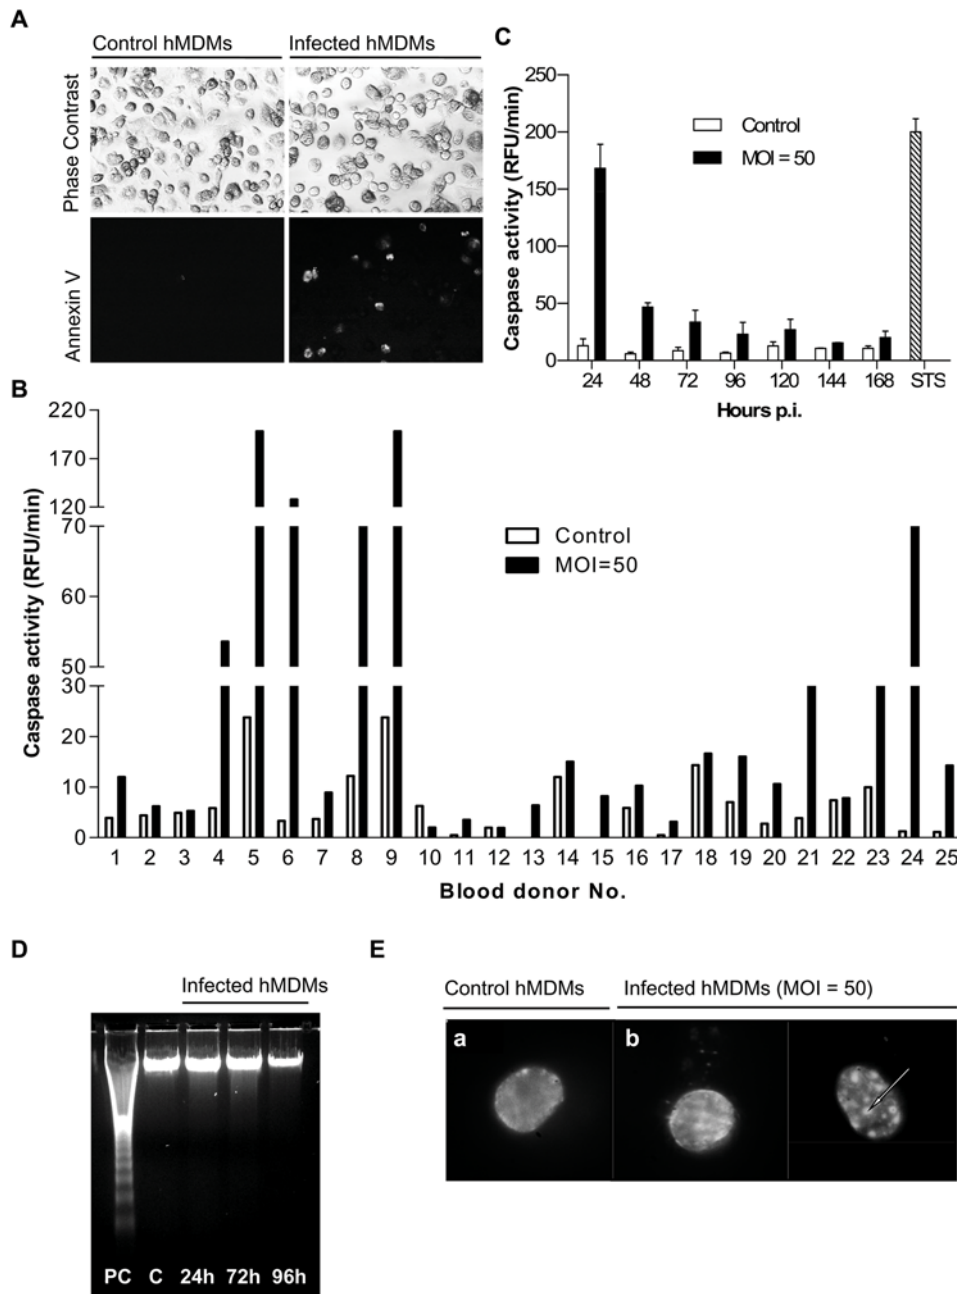 A
Control hMDMs Infected hMDMs
Phase Contrast
Annexin V
C
Caspase activity (RFU/min)
250
200
150
100
50
0
Control
MOI = 50
24 48 72 96 120 144 168 STS
Hours p.i.
B
Caspase activity (RFU/min)
220
170
120
70
60
50
30
20
10
0
Control
MOI=50
1 2 3 4 5 6 7 8 9 10 11 12 13 14 15 16 17 18 19 20 21 22 23 24 25
Blood donor No.
D
Infected hMDMs
PC C 24h 72h 96h
E
Control hMDMs Infected hMDMs (MOI = 50)
a b